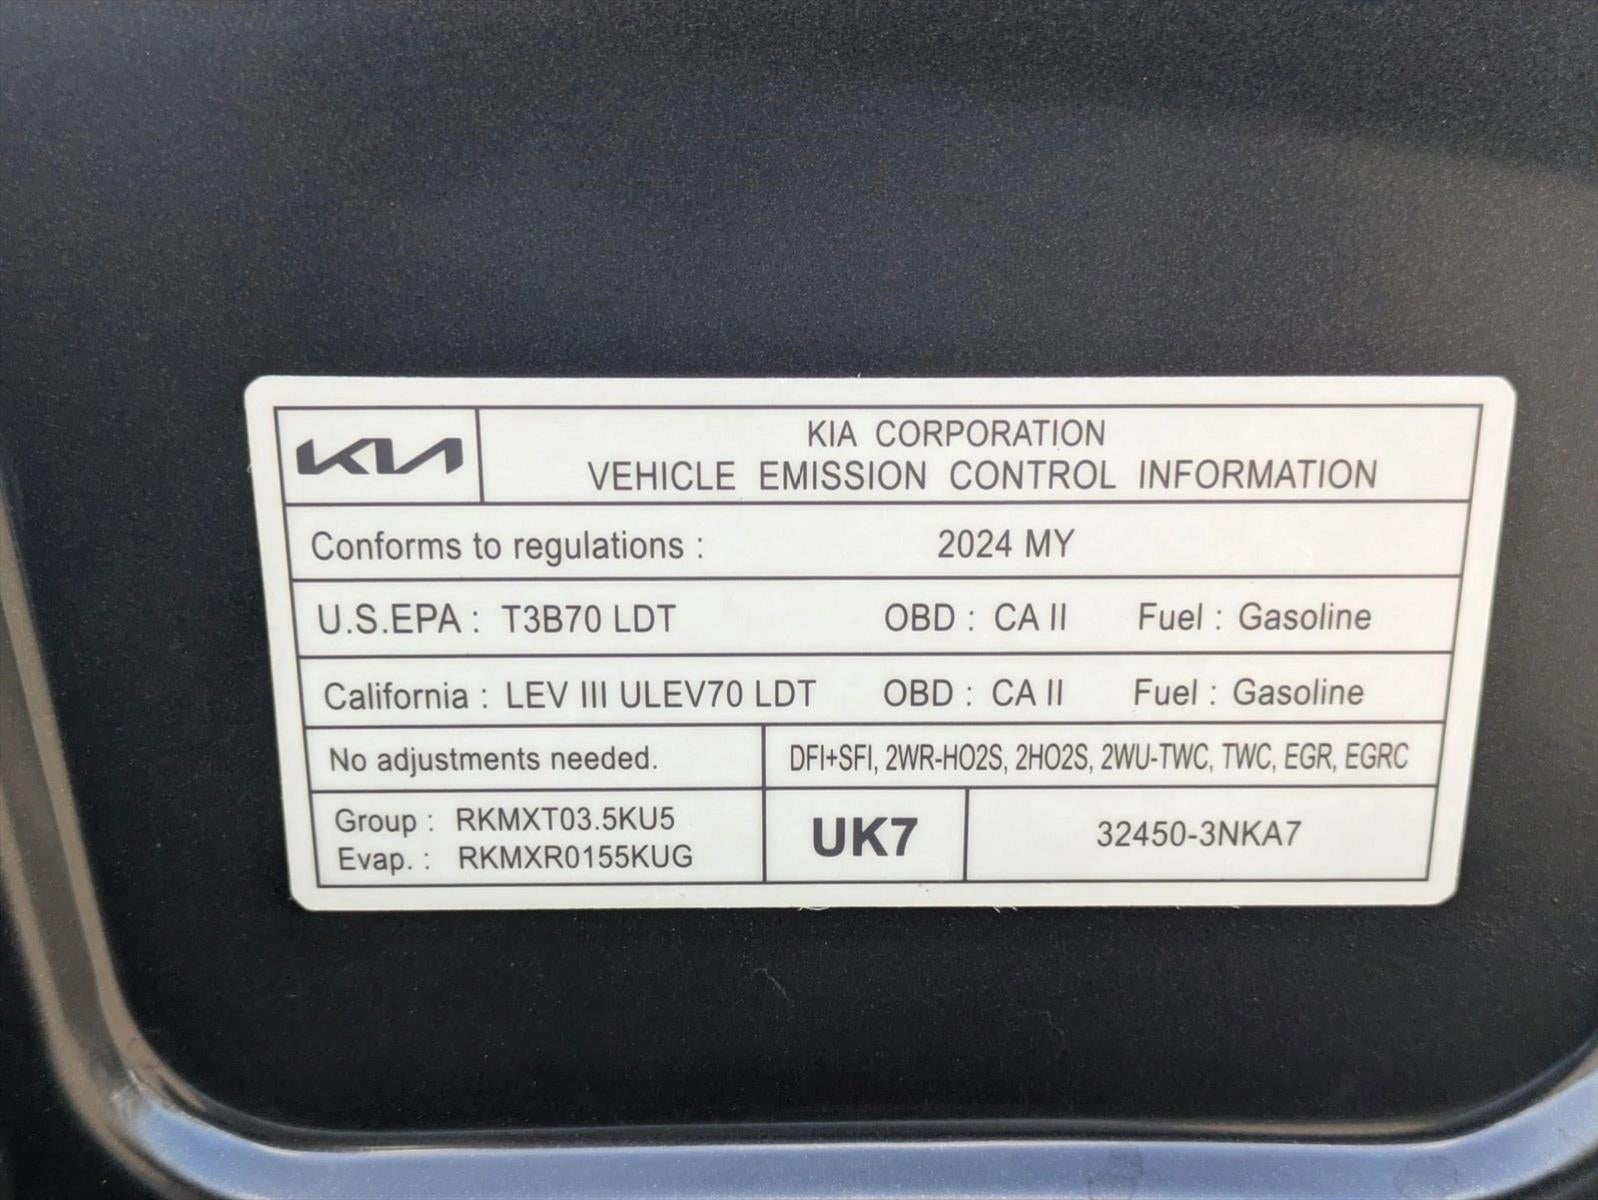 KIA
KIA CORPORATION
VEHICLE EMISSION CONTROL INFORMATION
Conforms to regulations : 2024 MY
U.S.EPA : T3B70 LDT OBD : CA II Fuel : Gasoline
California : LEV III ULEV70 LDT OBD : CA II Fuel : Gasoline
No adjustments needed. DFI+SFI, 2WR-HO2S, 2HO2S, 2WU-TWC, TWC, EGR, EGRC
Group : RKMXT03.5KU5
Evap. : RKMXR0155KUG
UK7
32450-3NKA7